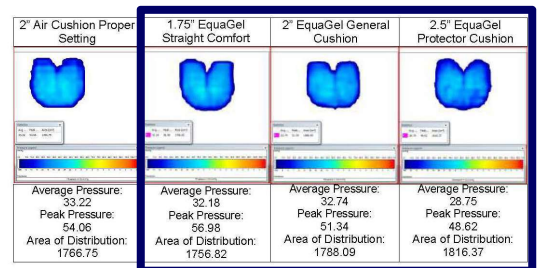 2" Air Cushion Proper
Setting
1.75" EquaGel
Straight Comfort
2" EquaGel General
Cushion
2.5" EquaGel
Protector Cushion
Average Pressure:
33.22
Peak Pressure:
54.06
Area of Distribution:
1766.75
Average Pressure:
32.18
Peak Pressure:
56.98
Area of Distribution:
1756.82
Average Pressure:
32.74
Peak Pressure:
51.34
Area of Distribution:
1788.09
Average Pressure:
28.75
Peak Pressure:
48.62
Area of Distribution:
1816.37